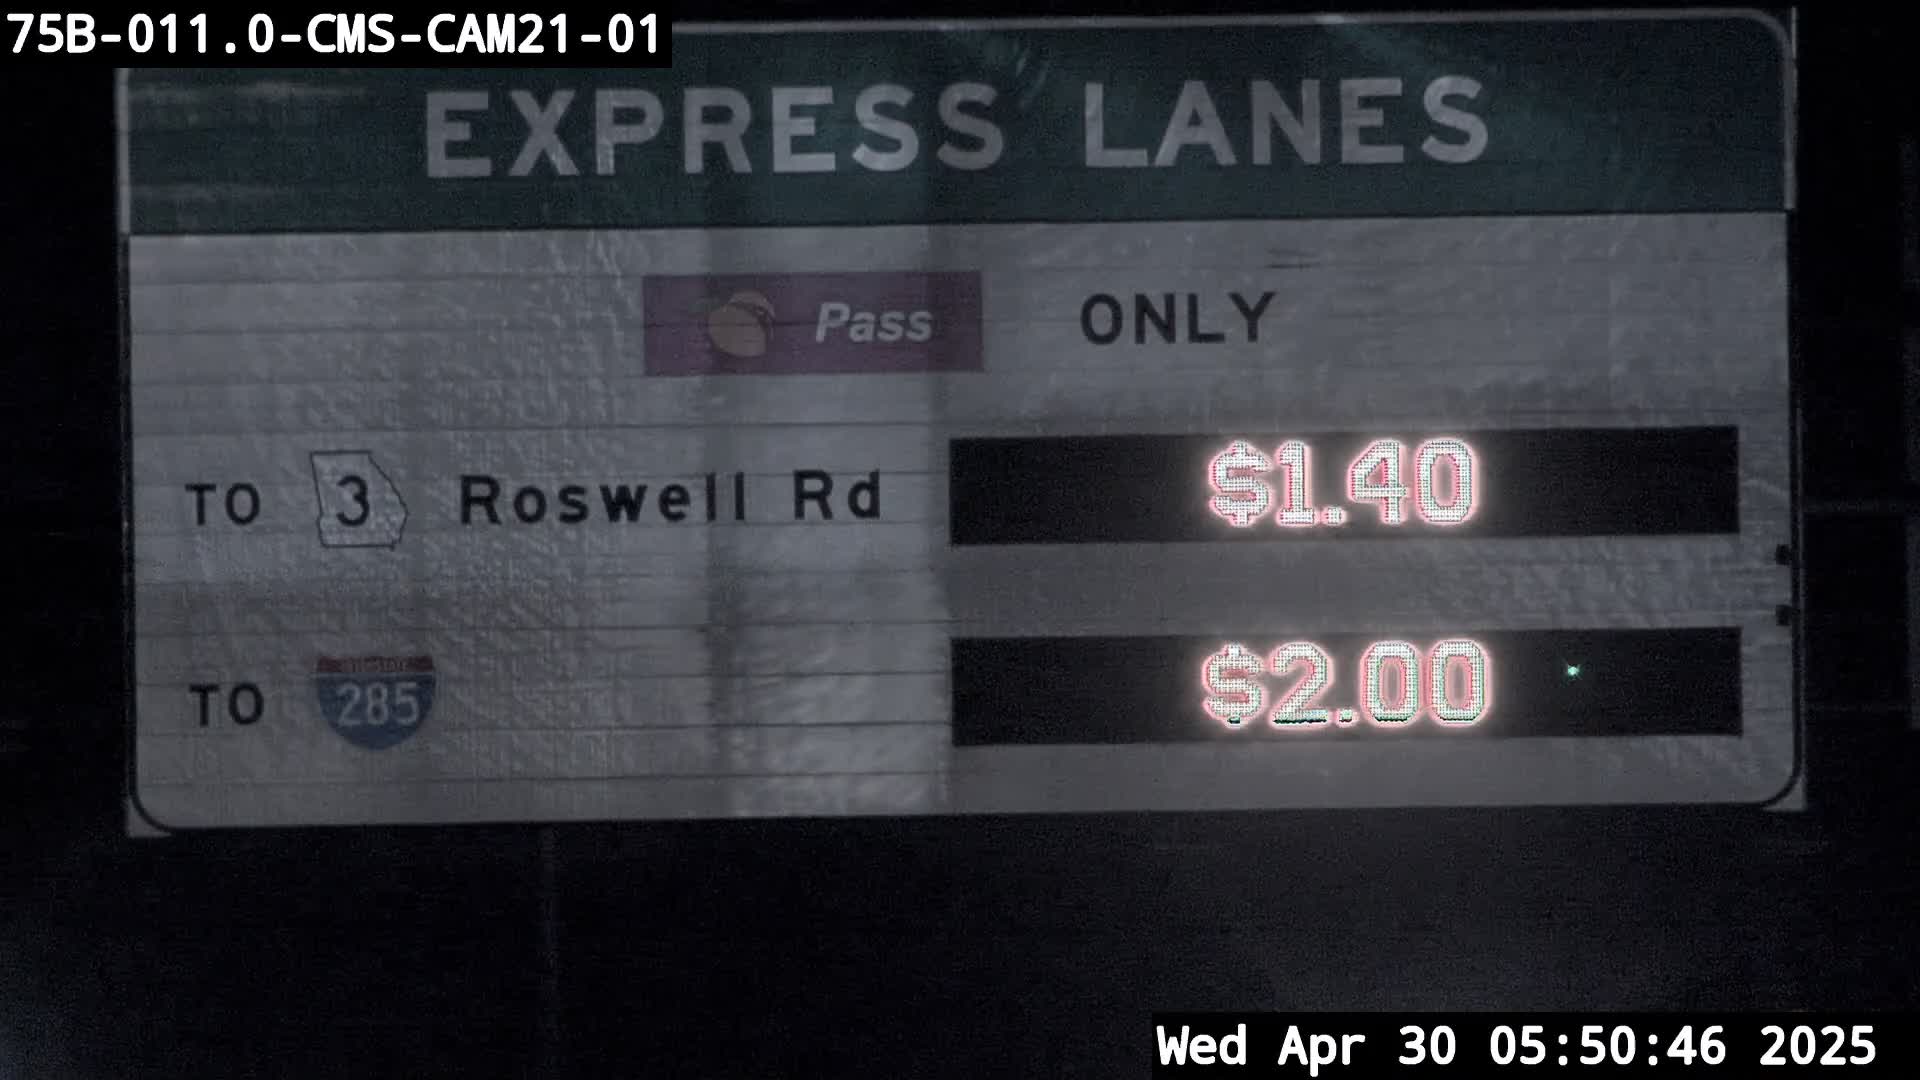 75B-011.0-CMS-CAM21-01
EXPRESS LANES
Pass ONLY
TO 3 Roswell Rd $1.40
TO 285 $2.00
Wed Apr 30 05:50:46 2025